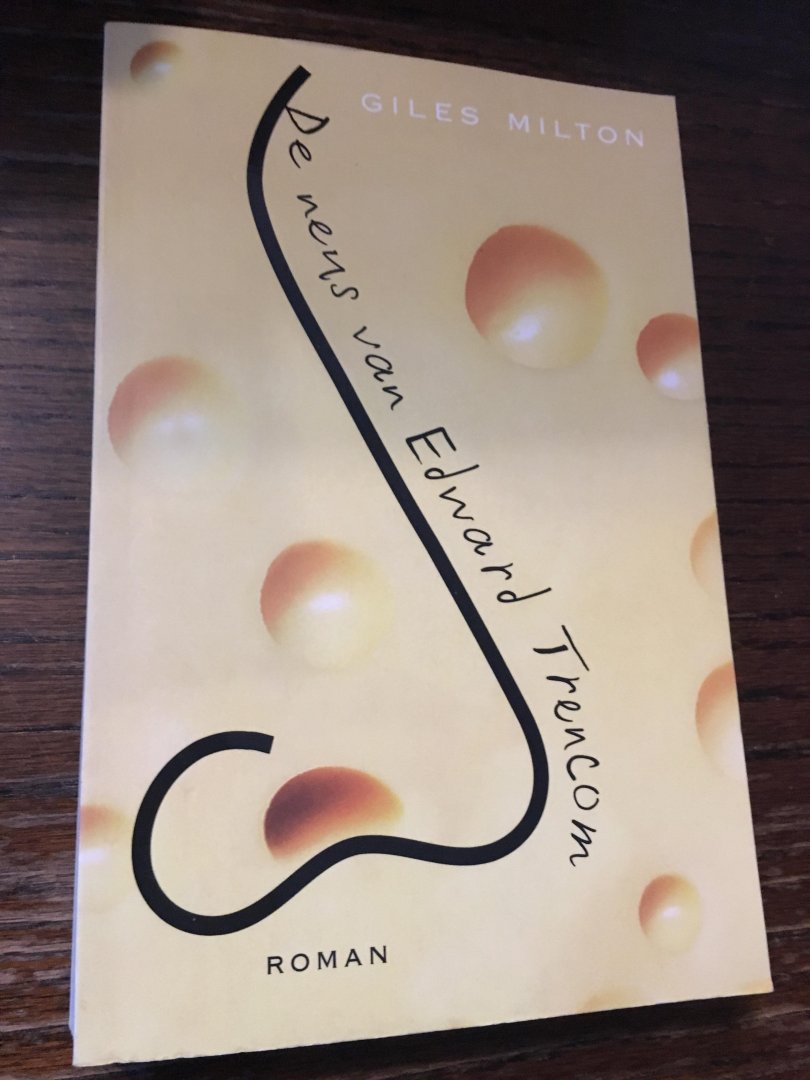 GILES MILTON
De neus van Edward Trencom
ROMAN